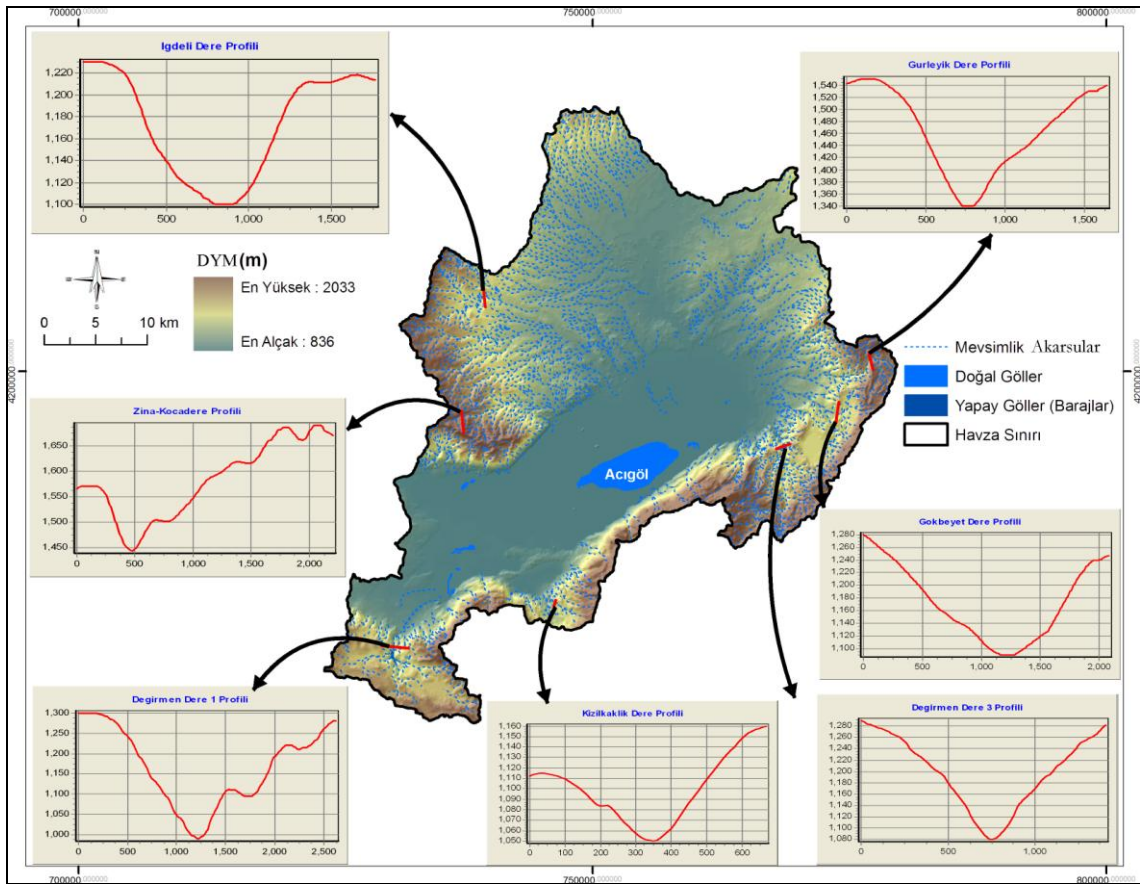 700000.000000 750000.000000 800000.000000
Igdeli Dere Profili
1,220
1,200
1,180
1,160
1,140
1,120
1,100
0 500 1,000 1,500
Gurleyik Dere Porfili
1,540
1,520
1,500
1,480
1,460
1,440
1,420
1,400
1,380
1,360
1,340
0 500 1,000 1,500
DYM(m)
En Yüksek : 2033
En Alçak : 836
0 5 10 km
Mevsimlik Akarsular
Doğal Göller
Yapay Göller (Barajlar)
Havza Sınırı
4200000.000000
4200000.000000
Zina-Kocadere Profili
1,650
1,600
1,550
1,500
1,450
0 500 1,000 1,500 2,000
Acıgöl
Gokbeyet Dere Profili
1,280
1,260
1,240
1,220
1,200
1,180
1,160
1,140
1,120
1,100
0 500 1,000 1,500 2,000
Degirmen Dere 1 Profili
1,300
1,250
1,200
1,150
1,100
1,050
1,000
0 500 1,000 1,500 2,000 2,500
Kizilkaklik Dere Profili
1,160
1,150
1,140
1,130
1,120
1,110
1,100
1,090
1,080
1,070
1,060
1,050
0 100 200 300 400 500 600
Degirmen Dere 3 Profili
1,280
1,260
1,240
1,220
1,200
1,180
1,160
1,140
1,120
1,100
1,080
0 500 1,000
700000.000000 750000.000000 800000.000000